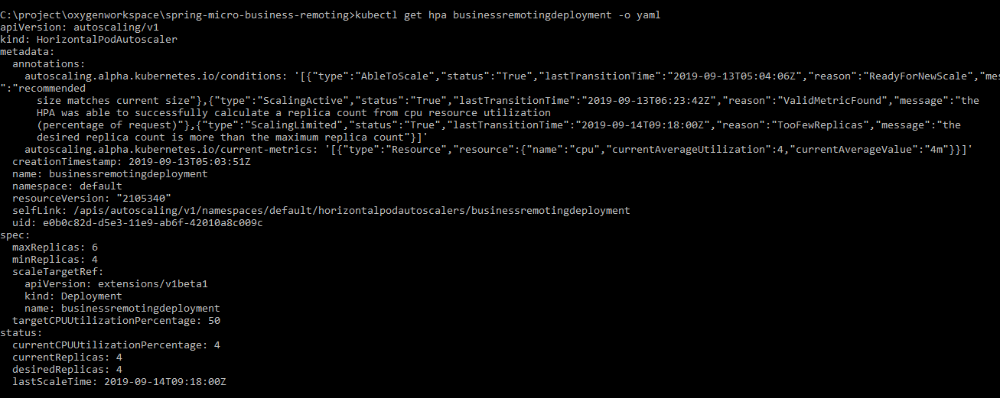 C:\project\oxygenworkspace\spring-micro-business-remoting>kubectl get hpa businessremotingdeployment -o yaml
apiVersion: autoscaling/v1
kind: HorizontalPodAutoscaler
metadata:
  annotations:
    autoscaling.alpha.kubernetes.io/conditions: '[{"type":"AbleToScale","status":"True","lastTransitionTime":"2019-09-13T05:04:06Z","reason":"ReadyForNewScale","mes
":"recommended
      size matches current size"},{"type":"ScalingActive","status":"True","lastTransitionTime":"2019-09-13T06:23:42Z","reason":"ValidMetricFound","message":"the
      HPA was able to successfully calculate a replica count from cpu resource utilization
      (percentage of request)"},{"type":"ScalingLimited","status":"True","lastTransitionTime":"2019-09-14T09:18:00Z","reason":"TooFewReplicas","message":"the
      desired replica count is more than the maximum replica count"}]'
    autoscaling.alpha.kubernetes.io/current-metrics: '[{"type":"Resource","resource":{"name":"cpu","currentAverageUtilization":4,"currentAverageValue":"4m"}}]'
  creationTimestamp: 2019-09-13T05:03:51Z
  name: businessremotingdeployment
  namespace: default
  resourceVersion: "2105340"
  selfLink: /apis/autoscaling/v1/namespaces/default/horizontalpodautoscalers/businessremotingdeployment
  uid: e0b0c82d-d5e3-11e9-ab6f-42010a8c009c
spec:
  maxReplicas: 6
  minReplicas: 4
  scaleTargetRef:
    apiVersion: extensions/v1beta1
    kind: Deployment
    name: businessremotingdeployment
  targetCPUUtilizationPercentage: 50
status:
  currentCPUUtilizationPercentage: 4
  currentReplicas: 4
  desiredReplicas: 4
  lastScaleTime: 2019-09-14T09:18:00Z